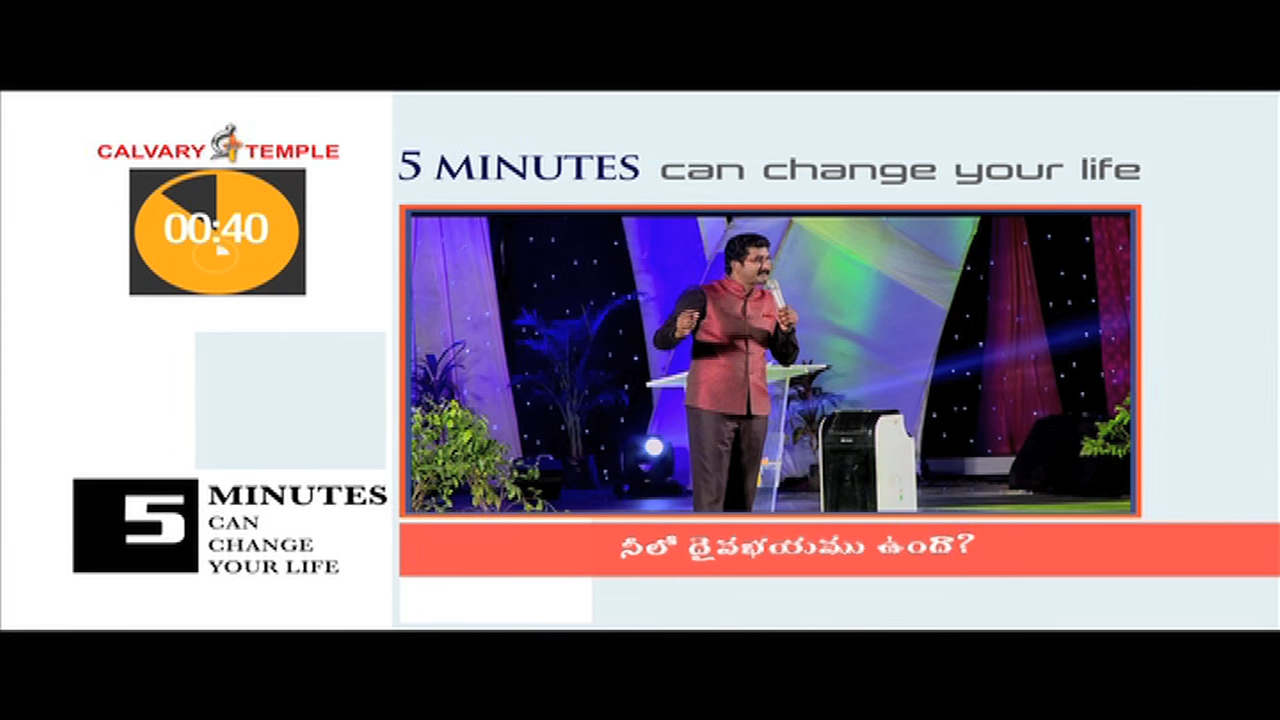 CALVARY TEMPLE
00:40
5 MINUTES can change your life
5 MINUTES
CAN
CHANGE
YOUR LIFE
నీలో దైవభయము ఉందా?